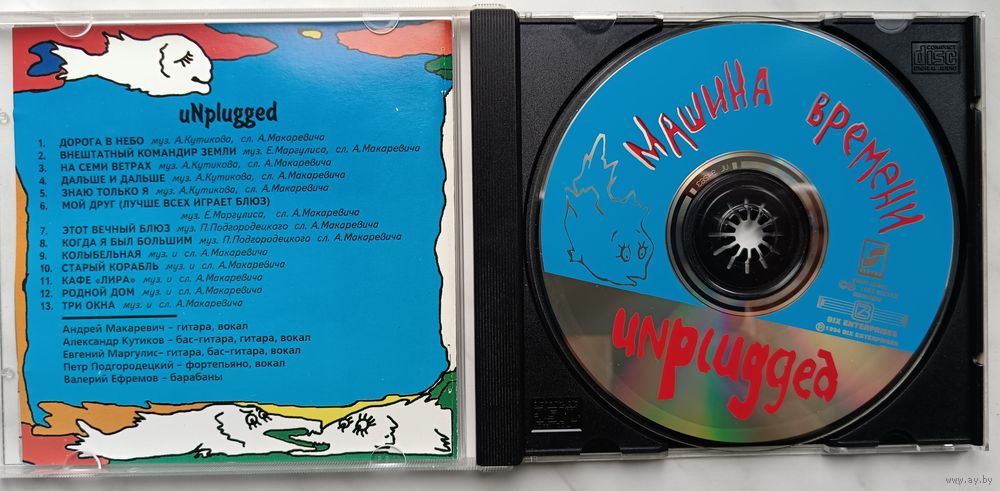 uNplugged
1. ДОРОГА В НЕБО муз. А.Кутикова, сл. А.Макаревича
2. ВНЕШТАТНЫЙ КОМАНДИР ЗЕМЛИ муз. Е.Маргулиса, сл. А.Макаревича
3. НА СЕМИ ВЕТРАХ муз. А.Кутикова, сл. А.Макаревича
4. ДАЛЬШЕ И ДАЛЬШЕ муз. А.Кутикова, сл. А.Макаревича
5. ЗНАЮ ТОЛЬКО Я муз. А.Кутикова, сл. А.Макаревича
6. МОЙ ДРУГ (ЛУЧШЕ ВСЕХ ИГРАЕТ БЛЮЗ)
муз. Е.Маргулиса, сл. А.Макаревича
7. ЭТОТ ВЕЧНЫЙ БЛЮЗ муз. П.Подгородецкого сл. А.Макаревича
8. КОГДА Я БЫЛ БОЛЬШИМ муз. П.Подгородецкого сл. А.Макаревича
9. КОЛЫБЕЛЬНАЯ муз. и сл. А.Макаревича
10. СТАРЫЙ КОРАБЛЬ муз. и сл. А.Макаревича
11. КАФЕ «ЛИРА» муз. и сл. А.Макаревича
12. РОДНОЙ ДОМ муз. и сл. А.Макаревича
13. ТРИ ОКНА муз. и сл. А.Макаревича
Андрей Макаревич – гитара, вокал
Александр Кутиков – бас-гитара, гитара, вокал
Евгений Маргулис– гитара, бас-гитара, вокал
Петр Подгородецкий – фортепьяно, вокал
Валерий Ефремов – барабаны
МАШИНА ВРЕМЕНИ
unplugged
COMPACT
disc
DIGITAL AUDIO
DIX ENTERPRISES
℗ 1994 DIX ENTERPRISES
www.ay.by